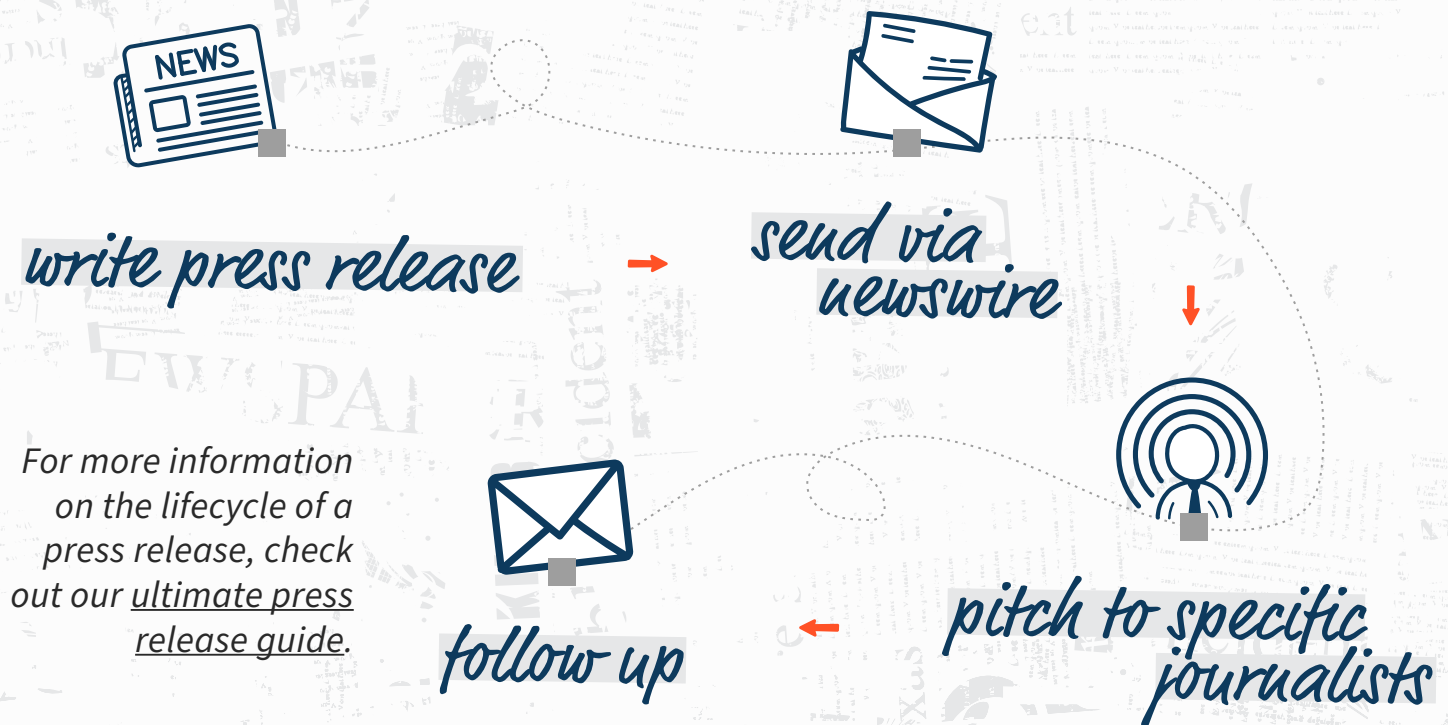 NEWS
write press release
send via
newswire
pitch to specific
journalists
follow up
For more information
on the lifecycle of a
press release, check
out our ultimate press
release guide.